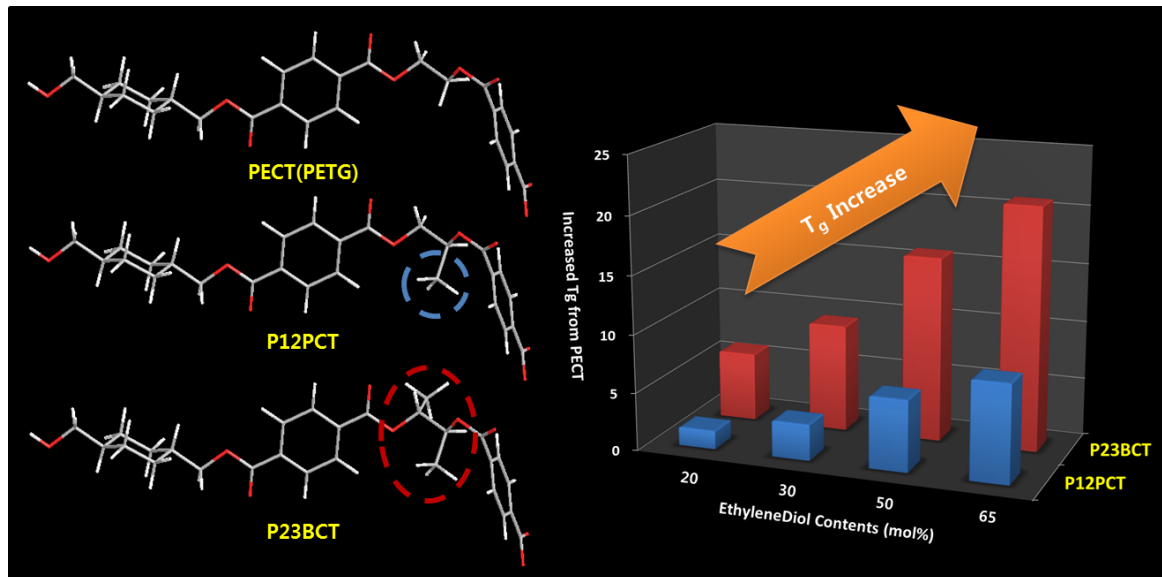 PECT(PETG)
P12PCT
P23BCT
Tg Increase
Increased Tg from PECT
25
20
15
10
5
0
20
30
50
65
EthyleneDiol Contents (mol%)
P23BCT
P12PCT